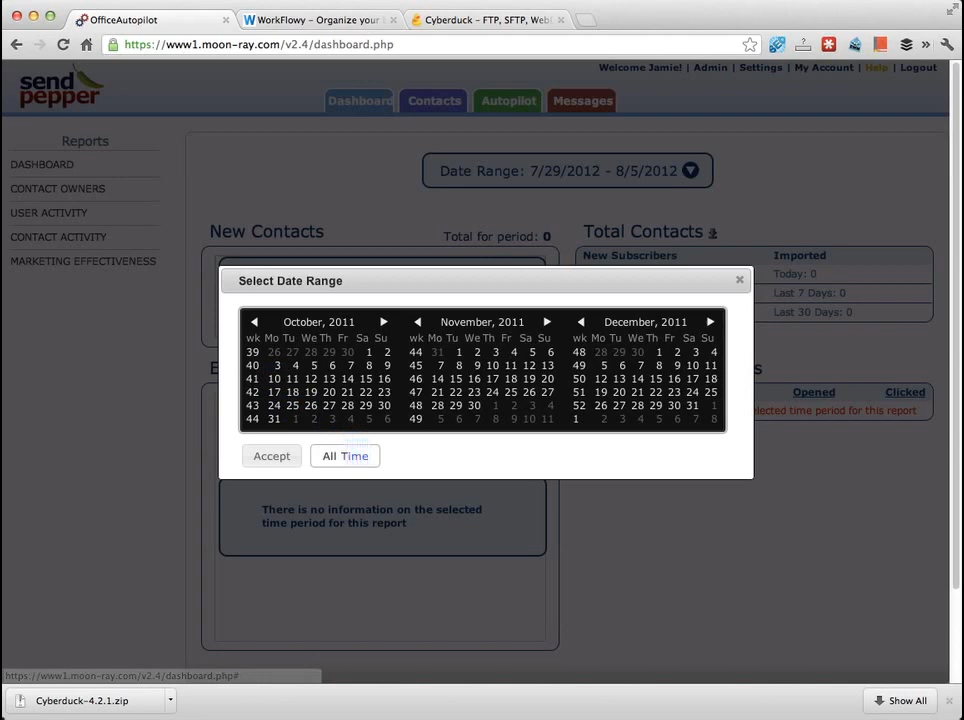 OfficeAutopilot
WorkFlowy – Organize your
Cyberduck – FTP, SFTP, Web
https://www1.moon-ray.com/v2.4/dashboard.php
Welcome Jamie! | Admin | Settings | My Account | Help | Logout
send
pepper
Dashboard Contacts Autopilot Messages
Reports
DASHBOARD
CONTACT OWNERS
USER ACTIVITY
CONTACT ACTIVITY
MARKETING EFFECTIVENESS
Date Range: 7/29/2012 - 8/5/2012
New Contacts
Total for period: 0
Total Contacts
New Subscribers Imported
Today: 0
Last 7 Days: 0
Last 30 Days: 0
Select Date Range
October, 2011 November, 2011 December, 2011
wk Mo Tu We Th Fr Sa Su wk Mo Tu We Th Fr Sa Su wk Mo Tu We Th Fr Sa Su
39 26 27 28 29 30 1 2 44 31 1 2 3 4 5 6 48 28 29 30 1 2 3 4
40 3 4 5 6 7 8 9 45 7 8 9 10 11 12 13 49 5 6 7 8 9 10 11
41 10 11 12 13 14 15 16 46 14 15 16 17 18 19 20 50 12 13 14 15 16 17 18
42 17 18 19 20 21 22 23 47 21 22 23 24 25 26 27 51 19 20 21 22 23 24 25
43 24 25 26 27 28 29 30 48 28 29 30 1 2 3 4 52 26 27 28 29 30 31 1
44 31 1 2 3 4 5 6 49 5 6 7 8 9 10 11 1 2 3 4 5 6 7 8
Accept All Time
Opened Clicked
elected time period for this report
There is no information on the selected
time period for this report
https://www1.moon-ray.com/v2.4/dashboard.php#
Cyberduck-4.2.1.zip
Show All